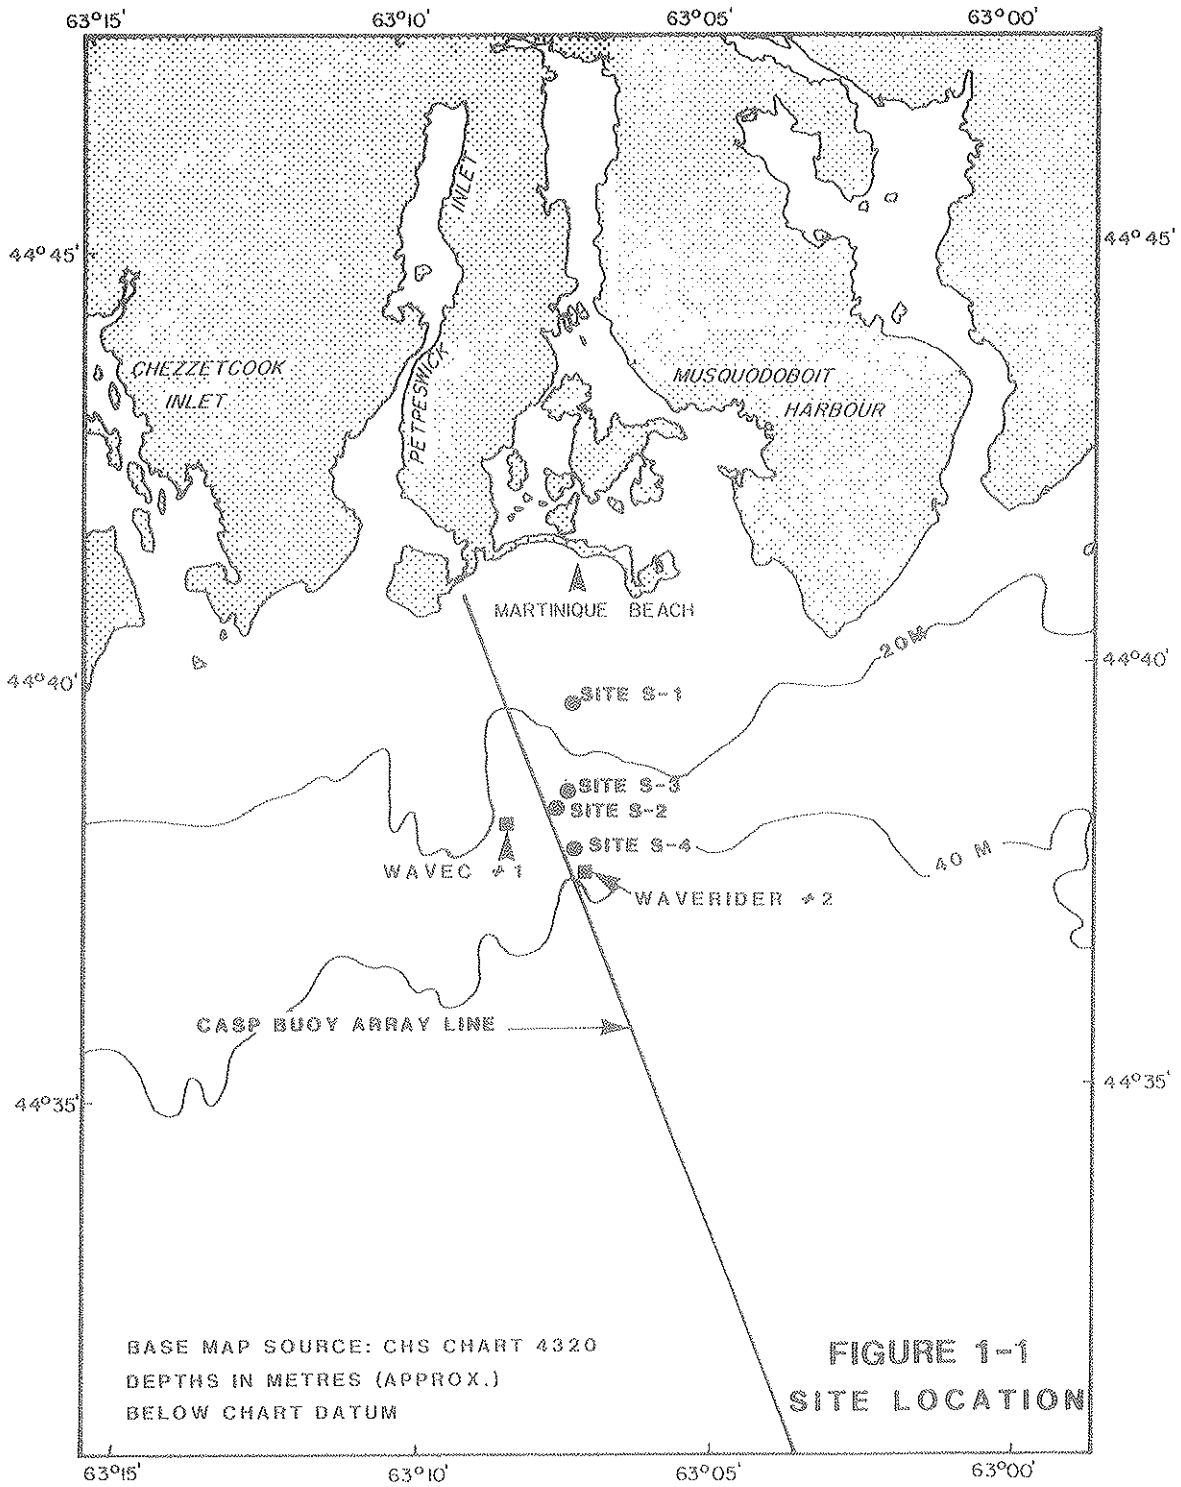 63°15' 63°10' 63°05' 63°00'
44°45' 44°45'
INLET
PETPESWICK
CHEZZETCOOK
INLET
MUSQUODOBOIT
HARBOUR
MARTINIQUE BEACH
20M
44°40' 44°40'
SITE S-1
SITE S-3
SITE S-2
SITE S-4
40 M
WAVEC #1
WAVERIDER #2
CASP BUOY ARRAY LINE
44°35' 44°35'
BASE MAP SOURCE: CHS CHART 4320
DEPTHS IN METRES (APPROX.)
BELOW CHART DATUM
FIGURE 1-1
SITE LOCATION
63°15' 63°10' 63°05' 63°00'